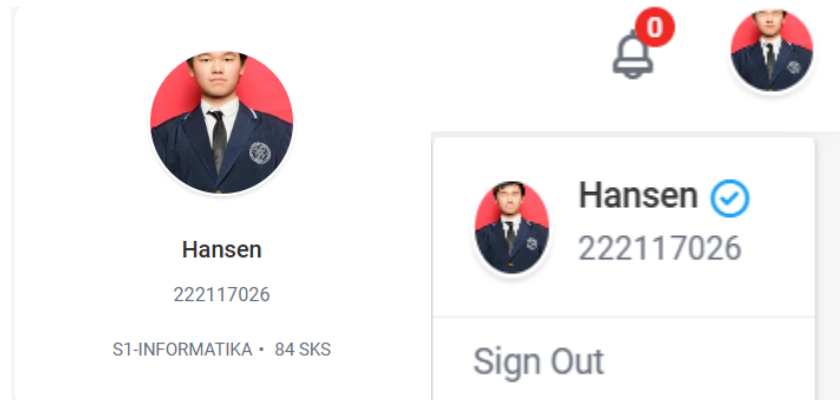 Hansen
222117026
S1-INFORMATIKA • 84 SKS
0
Hansen
222117026
Sign Out